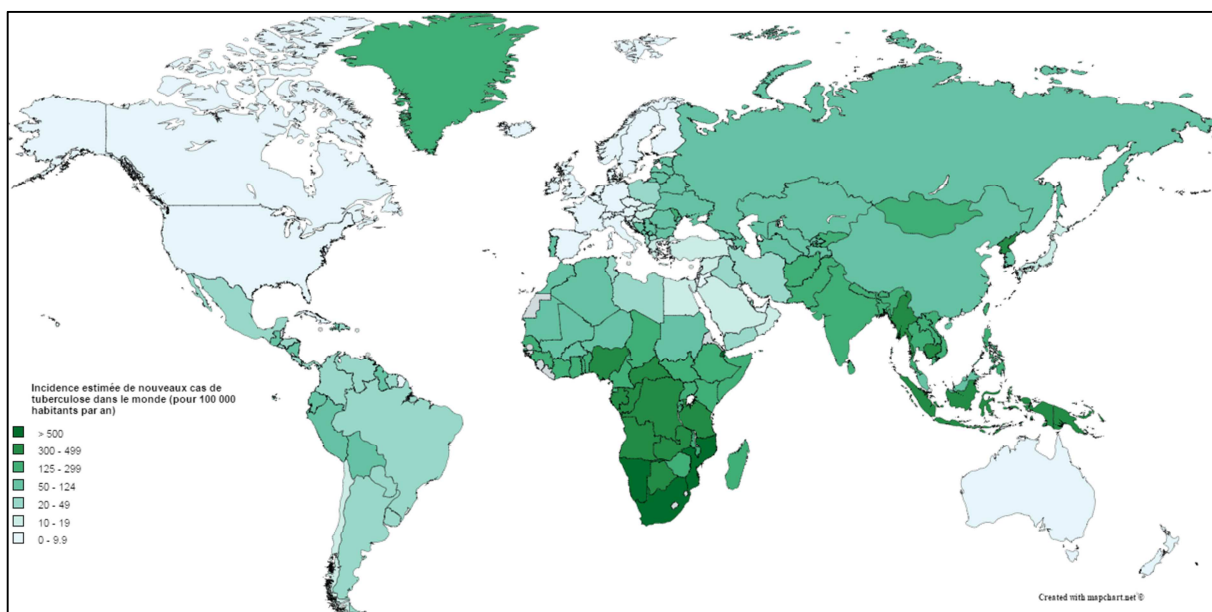 Incidence estimée de nouveaux cas de
tuberculose dans le monde (pour 100 000
habitants par an)
> 500
300 - 499
125 - 299
50 - 124
20 - 49
10 - 19
0 - 9.9
Created with mapchart.net ©